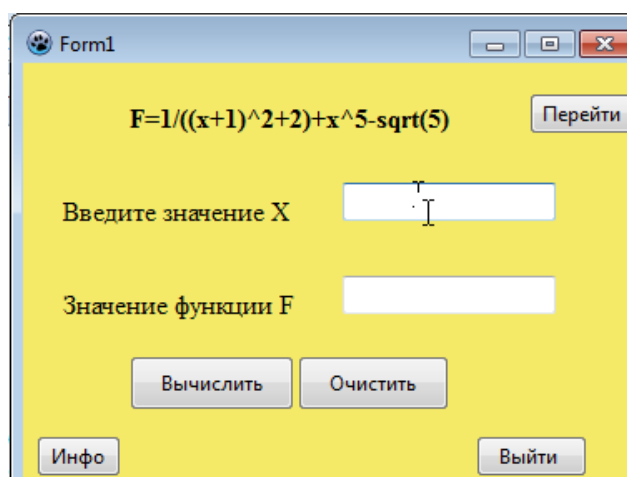 Form1
F=1/((x+1)^2+2)+x^5-sqrt(5)
Перейти
Введите значение X
Значение функции F
Вычислить
Очистить
Инфо
Выйти